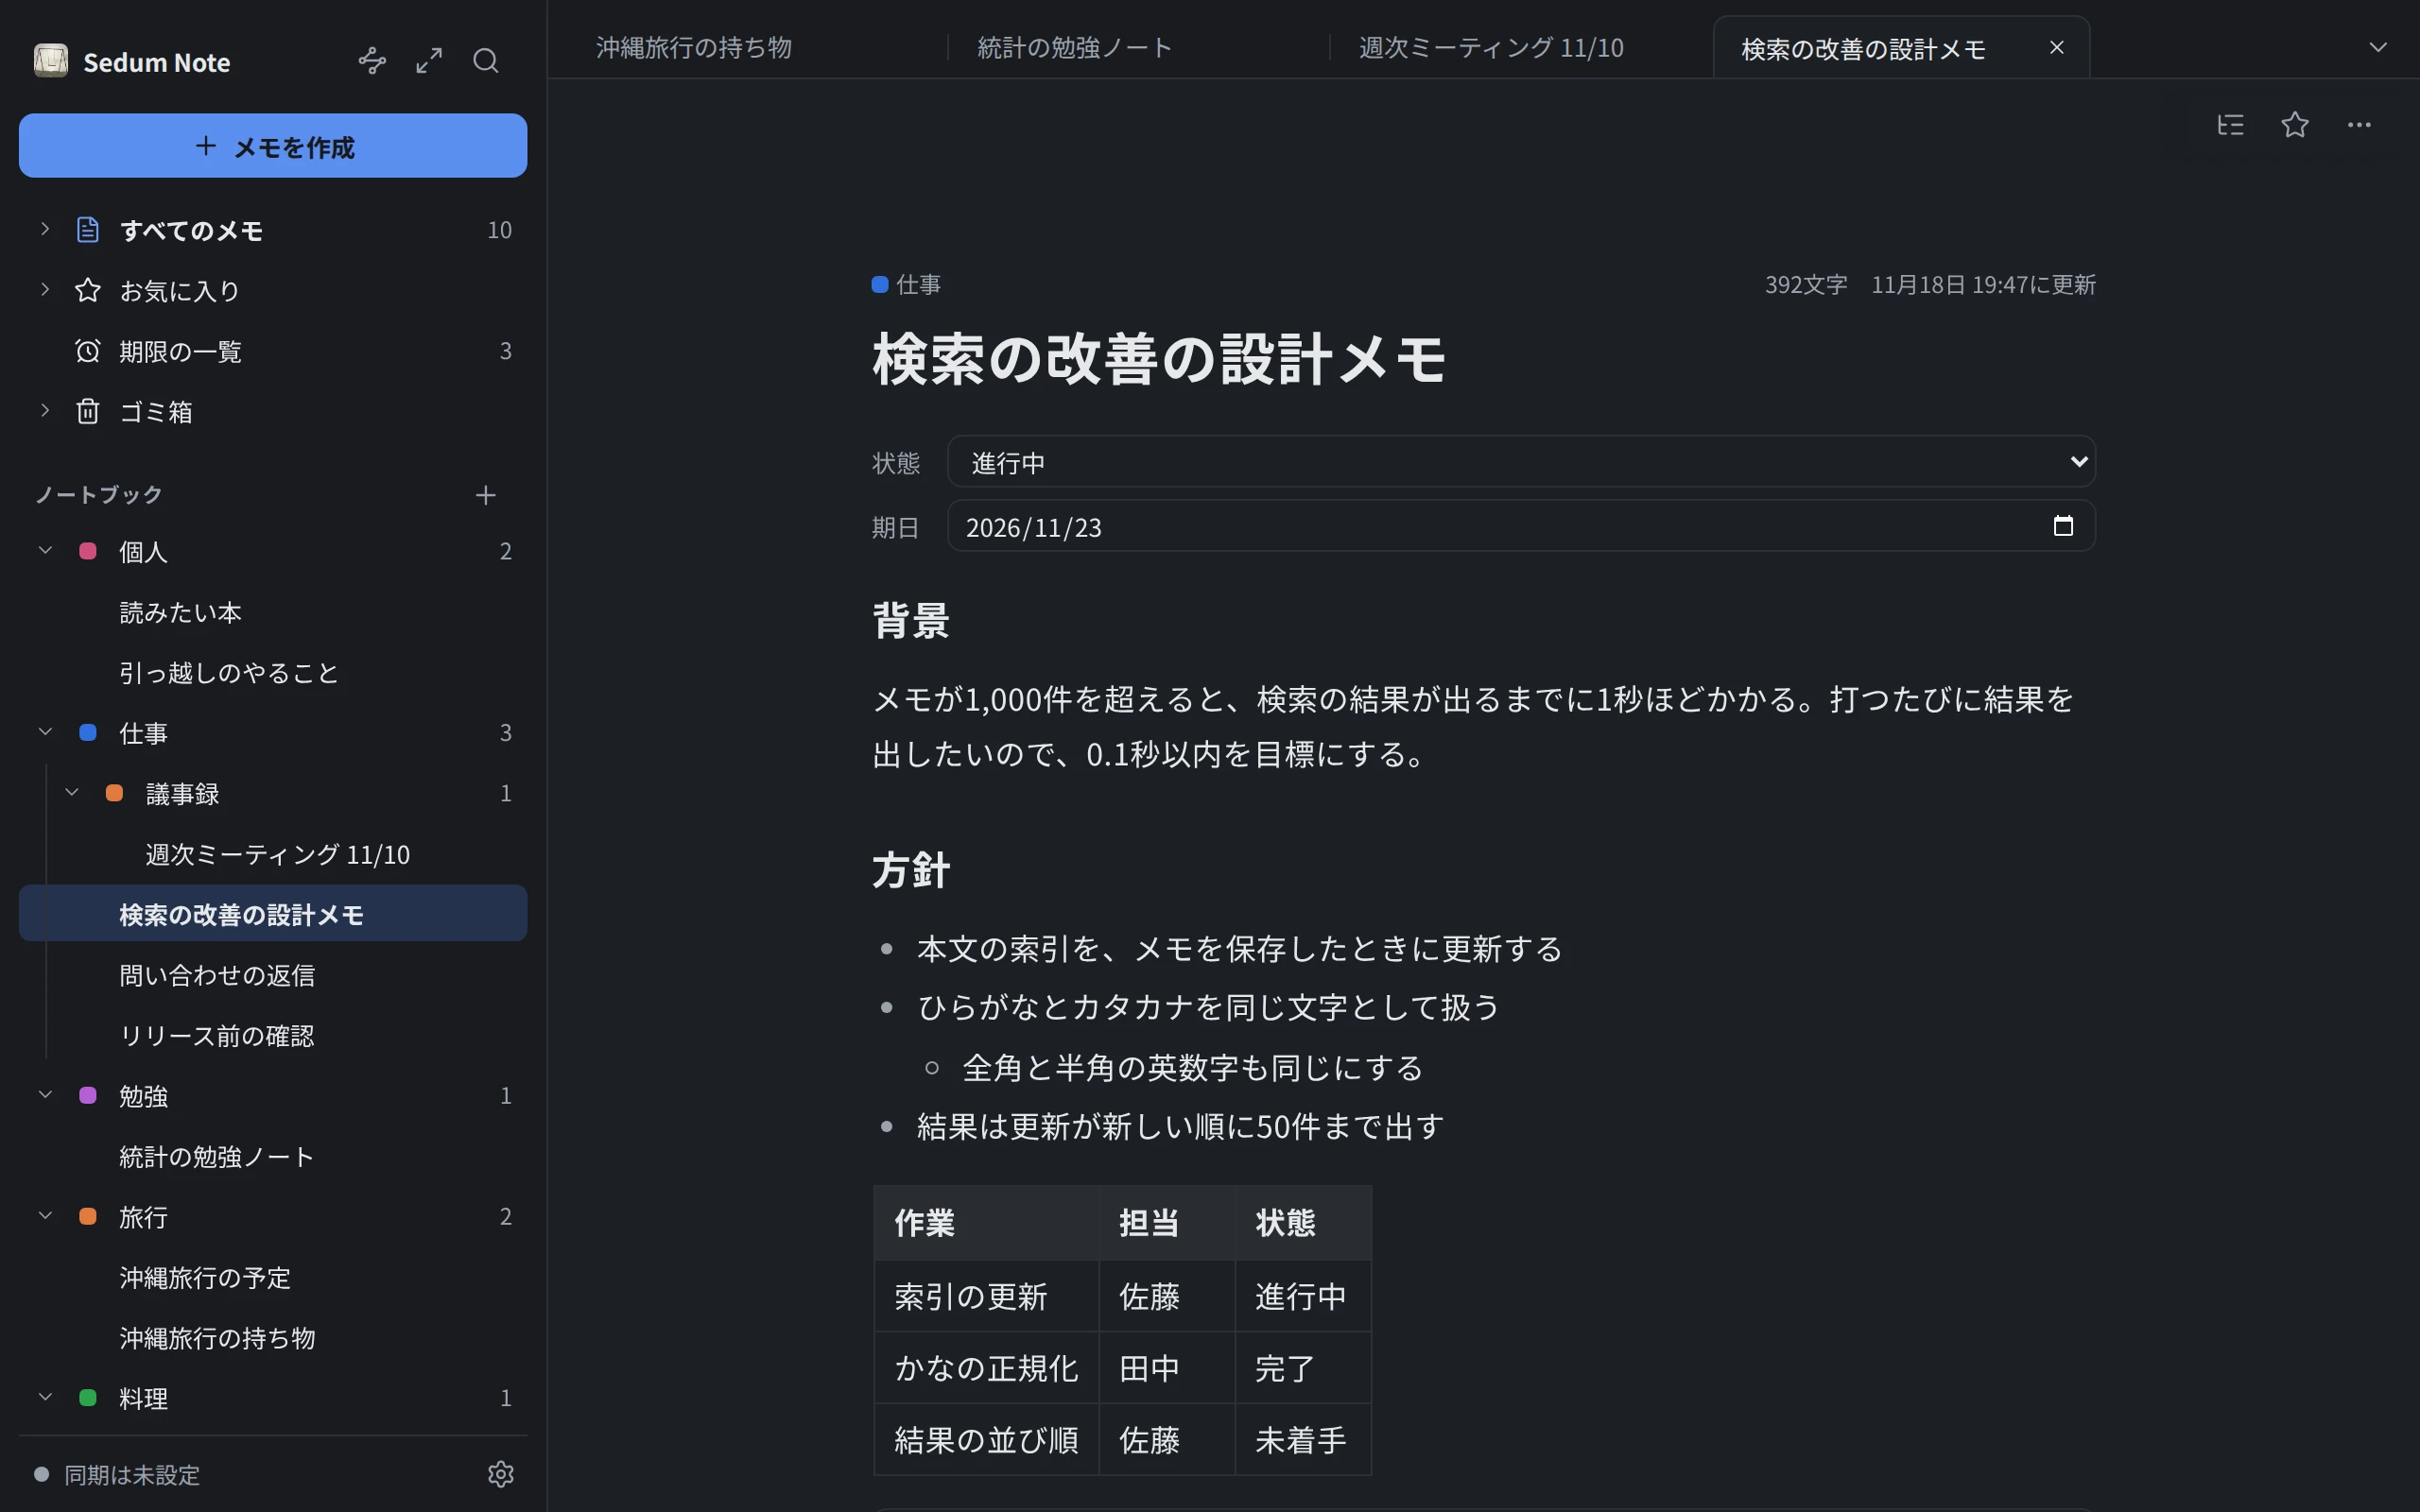 Sedum Note
メモを作成
すべてのメモ 10
お気に入り
期限の一覧 3
ゴミ箱
ノートブック
個人 2
読みたい本
引っ越しのやること
仕事 3
議事録 1
週次ミーティング 11/10
検索の改善の設計メモ
問い合わせの返信
リリース前の確認
勉強 1
統計の勉強ノート
旅行 2
沖縄旅行の予定
沖縄旅行の持ち物
料理 1
同期は未設定
沖縄旅行の持ち物 統計の勉強ノート 週次ミーティング 11/10 検索の改善の設計メモ
仕事 392文字 11月18日 19:47に更新
検索の改善の設計メモ
状態 進行中
期日 2026/11/23
背景
メモが1,000件を超えると、検索の結果が出るまでに1秒ほどかかる。打つたびに結果を
出したいので、0.1秒以内を目標にする。
方針
本文の索引を、メモを保存したときに更新する
ひらがなとカタカナを同じ文字として扱う
全角と半角の英数字も同じにする
結果は更新が新しい順に50件まで出す
作業 担当 状態
索引の更新 佐藤 進行中
かなの正規化 田中 完了
結果の並び順 佐藤 未着手